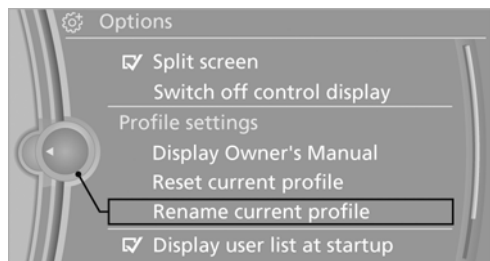 Options
Split screen
Switch off control display
Profile settings
Display Owner's Manual
Reset current profile
Rename current profile
Display user list at startup